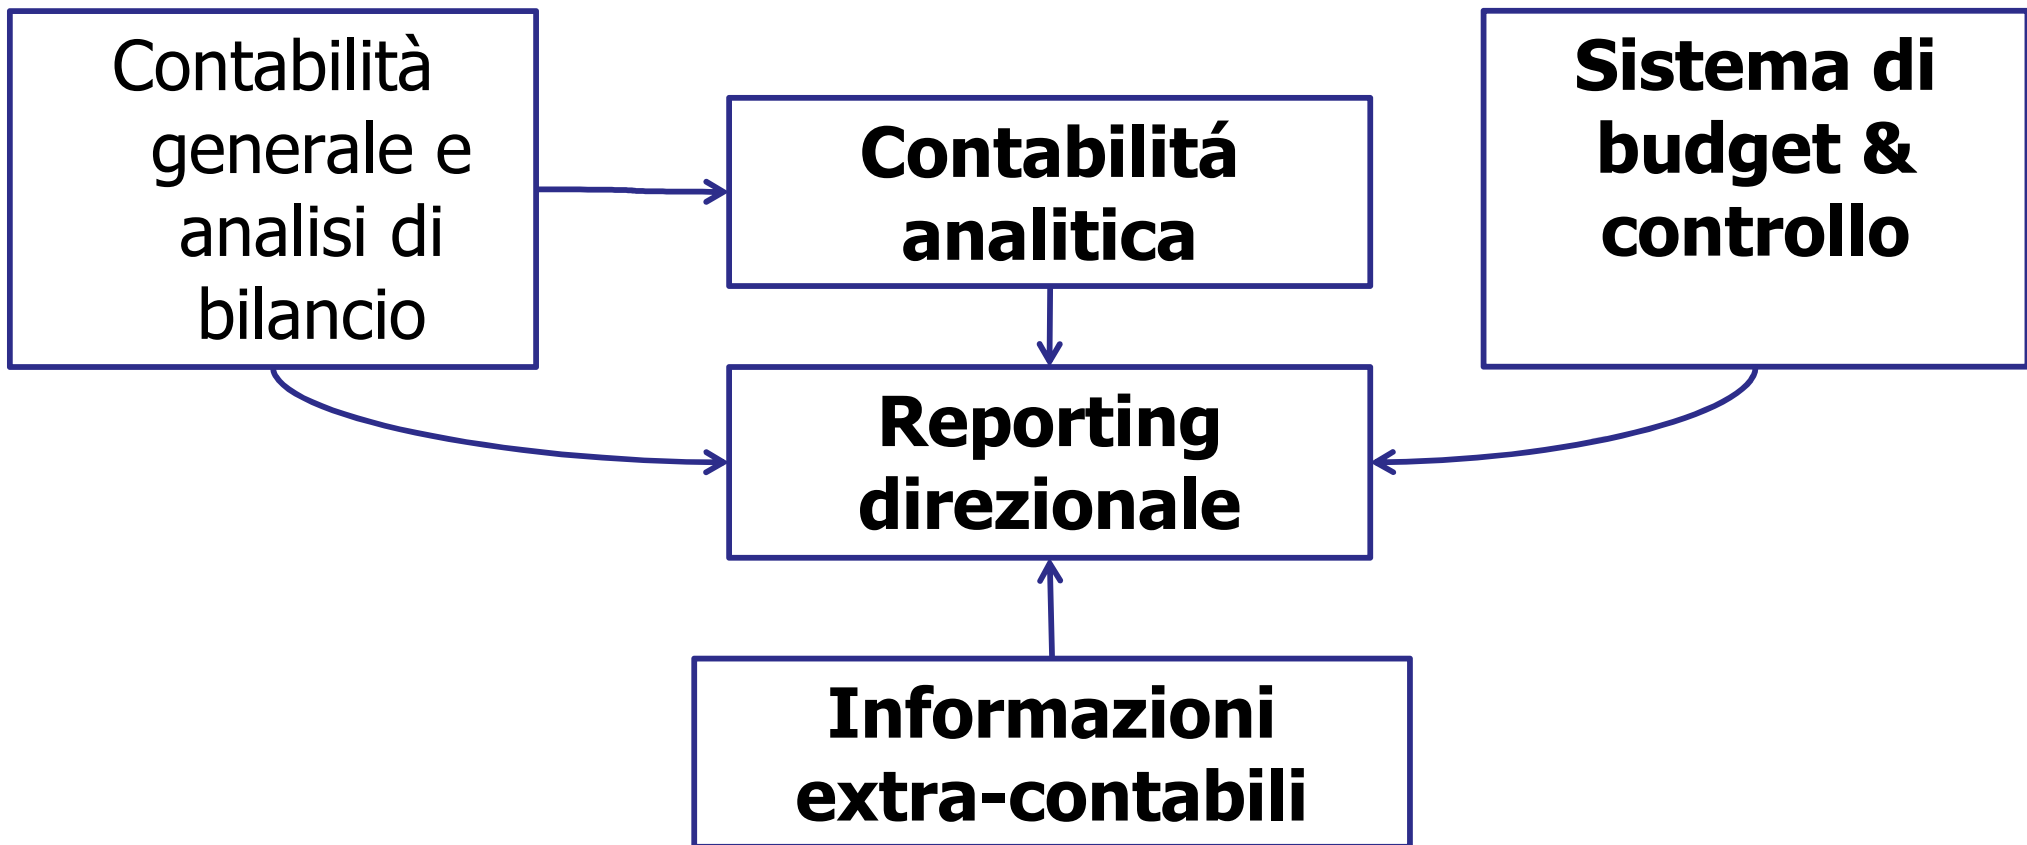 Contabilità
generale e
analisi di
bilancio
Contabilitá
analitica
Sistema di
budget &
controllo
Reporting
direzionale
Informazioni
extra-contabili